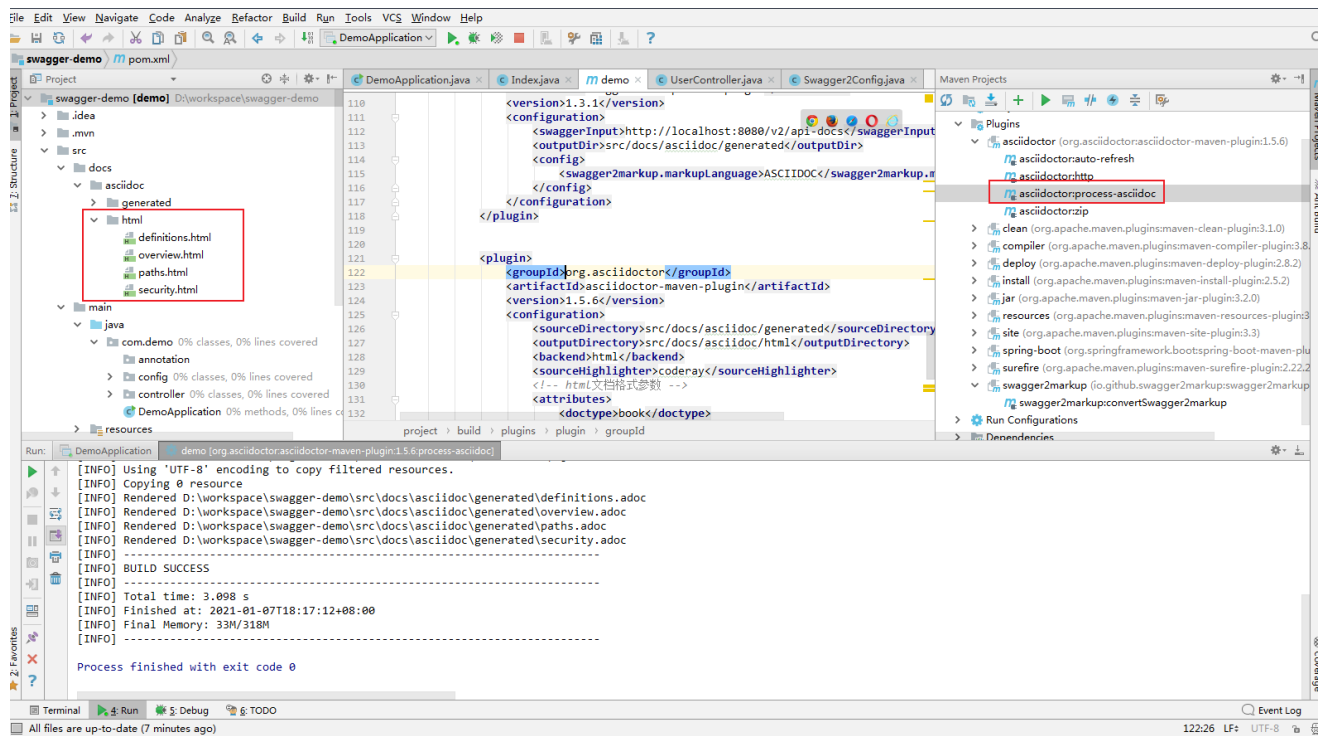 File Edit View Navigate Code Analyze Refactor Build Run Tools VCS Window Help
DemoApplication
swagger-demo pom.xml
Project
DemoApplication.java Index.java demo UserController.java Swagger2Config.java
Maven Projects
swagger-demo [demo] D:\workspace\swagger-demo
.idea
.mvn
src
docs
asciidoc
generated
html
definitions.html
overview.html
paths.html
security.html
main
java
com.demo 0% classes, 0% lines covered
annotation
config 0% classes, 0% lines covered
controller 0% classes, 0% lines covered
DemoApplication 0% methods, 0% lines c
resources
110 <version>1.3.1</version>
111 <configuration>
112 <swaggerInput>http://localhost:8080/v2/api-docs</swaggerInput
113 <outputDir>src/docs/asciidoc/generated</outputDir>
114 <config>
115 <swagger2markup.markupLanguage>ASCIIDOC</swagger2markup.m
116 </config>
117 </configuration>
118 </plugin>
119
120
121 <plugin>
122 <groupId>org.asciidoctor</groupId>
123 <artifactId>asciidoctor-maven-plugin</artifactId>
124 <version>1.5.6</version>
125 <configuration>
126 <sourceDirectory>src/docs/asciidoc/generated</sourceDirectory
127 <outputDirectory>src/docs/asciidoc/html</outputDirectory>
128 <backend>html</backend>
129 <sourceHighlighter>coderay</sourceHighlighter>
130 <!-- html文档格式参数 -->
131 <attributes>
132 <doctype>book</doctype>
project › build › plugins › plugin › groupId
Plugins
asciidoctor (org.asciidoctor:asciidoctor-maven-plugin:1.5.6)
asciidoctor:auto-refresh
asciidoctor:http
asciidoctor:process-asciidoc
asciidoctor:zip
clean (org.apache.maven.plugins:maven-clean-plugin:3.1.0)
compiler (org.apache.maven.plugins:maven-compiler-plugin:3.8.
deploy (org.apache.maven.plugins:maven-deploy-plugin:2.8.2)
install (org.apache.maven.plugins:maven-install-plugin:2.5.2)
jar (org.apache.maven.plugins:maven-jar-plugin:3.2.0)
resources (org.apache.maven.plugins:maven-resources-plugin:3
site (org.apache.maven.plugins:maven-site-plugin:3.3)
spring-boot (org.springframework.boot:spring-boot-maven-plu
surefire (org.apache.maven.plugins:maven-surefire-plugin:2.22.2
swagger2markup (io.github.swagger2markup:swagger2markup
swagger2markup:convertSwagger2markup
Run Configurations
Dependencies
1: Project
Z: Structure
2: Favorites
Maven Projects
Ant Build
Coverage
Run: DemoApplication demo [org.asciidoctor:asciidoctor-maven-plugin:1.5.6:process-asciidoc]
[INFO] Using 'UTF-8' encoding to copy filtered resources.
[INFO] Copying 0 resource
[INFO] Rendered D:\workspace\swagger-demo\src\docs\asciidoc\generated\definitions.adoc
[INFO] Rendered D:\workspace\swagger-demo\src\docs\asciidoc\generated\overview.adoc
[INFO] Rendered D:\workspace\swagger-demo\src\docs\asciidoc\generated\paths.adoc
[INFO] Rendered D:\workspace\swagger-demo\src\docs\asciidoc\generated\security.adoc
[INFO] ------------------------------------------------------------------------
[INFO] BUILD SUCCESS
[INFO] ------------------------------------------------------------------------
[INFO] Total time: 3.098 s
[INFO] Finished at: 2021-01-07T18:17:12+08:00
[INFO] Final Memory: 33M/318M
[INFO] ------------------------------------------------------------------------
Process finished with exit code 0
Terminal 4: Run 5: Debug 6: TODO
Event Log
All files are up-to-date (7 minutes ago)
122:26 LF UTF-8